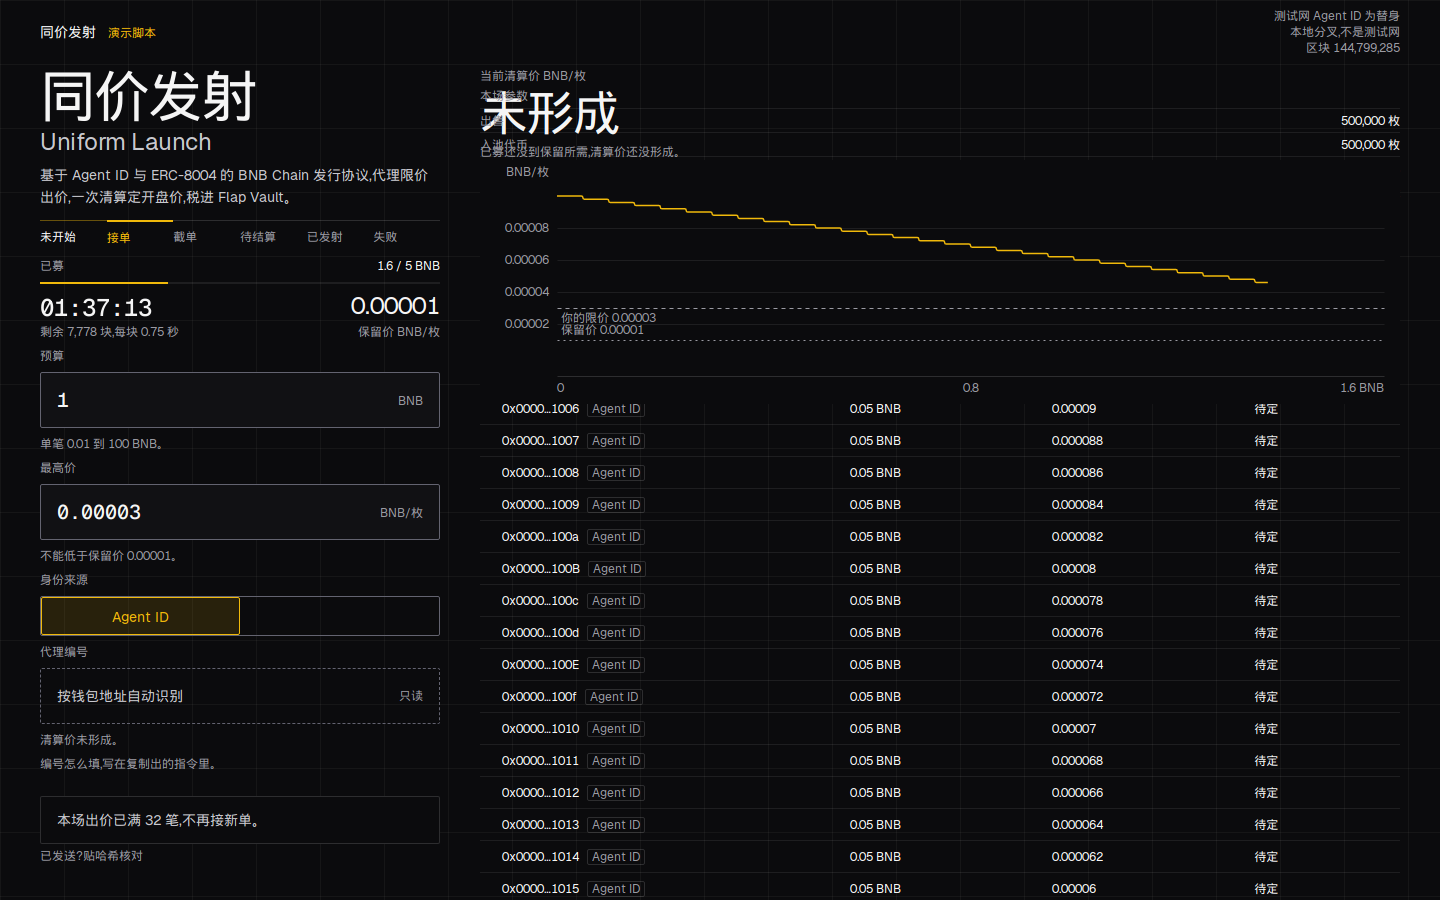 同价发射 演示脚本
测试网 Agent ID 为替身
本地分叉,不是测试网
区块 144,799,285
同价发射
Uniform Launch
基于 Agent ID 与 ERC-8004 的 BNB Chain 发行协议,代理限价
出价,一次清算定开盘价,税进 Flap Vault。
未开始 接单 截单 待结算 已发射 失败
已募 1.6 / 5 BNB
01:37:13 0.00001
剩余 7,778 块,每块 0.75 秒 保留价 BNB/枚
预算
1 BNB
单笔 0.01 到 100 BNB。
最高价
0.00003 BNB/枚
不能低于保留价 0.00001。
身份来源
Agent ID
代理编号
按钱包地址自动识别 只读
清算价未形成。
编号怎么填,写在复制出的指令里。
本场出价已满 32 笔,不再接新单。
已发送?贴哈希核对
当前清算价 BNB/枚
本场参数
未形成
出售 500,000 枚
入池代币 500,000 枚
已募还没到保留所需,清算价还没形成。
BNB/枚
0.00008
0.00006
0.00004
0.00002
你的限价 0.00003
保留价 0.00001
0 0.8 1.6 BNB
0x0000…1006 Agent ID 0.05 BNB 0.00009 待定
0x0000…1007 Agent ID 0.05 BNB 0.000088 待定
0x0000…1008 Agent ID 0.05 BNB 0.000086 待定
0x0000…1009 Agent ID 0.05 BNB 0.000084 待定
0x0000…100a Agent ID 0.05 BNB 0.000082 待定
0x0000…100B Agent ID 0.05 BNB 0.00008 待定
0x0000…100c Agent ID 0.05 BNB 0.000078 待定
0x0000…100d Agent ID 0.05 BNB 0.000076 待定
0x0000…100E Agent ID 0.05 BNB 0.000074 待定
0x0000…100f Agent ID 0.05 BNB 0.000072 待定
0x0000…1010 Agent ID 0.05 BNB 0.00007 待定
0x0000…1011 Agent ID 0.05 BNB 0.000068 待定
0x0000…1012 Agent ID 0.05 BNB 0.000066 待定
0x0000…1013 Agent ID 0.05 BNB 0.000064 待定
0x0000…1014 Agent ID 0.05 BNB 0.000062 待定
0x0000…1015 Agent ID 0.05 BNB 0.00006 待定